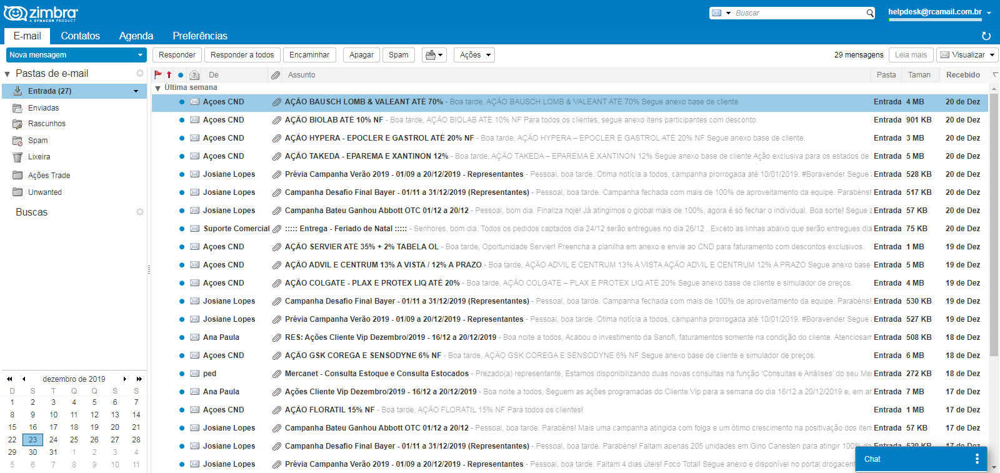 zimbra
A SYNACOR PRODUCT
Buscar
helpdesk@rcamail.com.br
E-mail Contatos Agenda Preferências
Nova mensagem Responder Responder a todos Encaminhar Apagar Spam Ações 29 mensagens Leia mais Visualizar
Pastas de e-mail
Entrada (27)
Enviadas
Rascunhos
Spam
Lixeira
Ações Trade
Unwanted
Buscas
dezembro de 2019
D S T Q Q S S
1 2 3 4 5 6 7
8 9 10 11 12 13 14
15 16 17 18 19 20 21
22 23 24 25 26 27 28
29 30 31 1 2 3 4
5 6 7 8 9 10 11
De Assunto Pasta Taman Recebido
Última semana
Açoes CND AÇÃO BAUSCH LOMB & VALEANT ATÉ 70% - Boa tarde, AÇÃO BAUSCH LOMB & VALEANT ATÉ 70% Segue anexo base de cliente Entrada 4 MB 20 de Dez
Açoes CND AÇÃO BIOLAB ATÉ 10% NF - Boa tarde, AÇÃO BIOLAB ATÉ 10% NF Para todos os clientes, segue anexo itens participantes com desconto. Entrada 901 KB 20 de Dez
Açoes CND AÇÃO HYPERA - EPOCLER E GASTROL ATÉ 20% NF - Boa tarde, AÇÃO HYPERA – EPOCLER E GASTROL ATÉ 20% NF Segue anexo base de cliente. Entrada 3 MB 20 de Dez
Açoes CND AÇÃO TAKEDA - EPAREMA E XANTINON 12% - Boa tarde, AÇÃO TAKEDA – EPAREMA E XANTINON 12% Segue anexo base de cliente Ação exclusiva para os estados de Entrada 5 MB 20 de Dez
Josiane Lopes Prévia Campanha Verão 2019 - 01/09 a 20/12/2019 - Representantes - Pessoal, boa tarde. Ótima notícia a todos, campanha prorrogada até 10/01/2019. #Boravender Segue Entrada 528 KB 20 de Dez
Josiane Lopes Campanha Desafio Final Bayer - 01/11 a 31/12/2019 (Representantes) - Pessoal, boa tarde. Campanha fechada com mais de 100% de aproveitamento da equipe. Parabéns! Entrada 517 KB 20 de Dez
Josiane Lopes Campanha Bateu Ganhou Abbott OTC 01/12 a 20/12 - Pessoal, bom dia. Finaliza hoje! Já atingimos o global mais de 100%, agora é só fechar o individual. Boa sorte! Segue Entrada 57 KB 20 de Dez
Suporte Comercial ::::: Entrega - Feriado de Natal ::::: - Senhores, bom dia. Todos os pedidos captados dia 24/12 serão entregues no dia 26/12 . Exceto as linhas abaixo que serão entregues dia Entrada 75 KB 20 de Dez
Açoes CND AÇÃO SERVIER ATÉ 35% + 2% TABELA OL - Boa tarde, Oportunidade Servier! Preencha a planilha em anexo e envie ao CND para faturamento com descontos exclusivos. Entrada 1 MB 19 de Dez
Açoes CND AÇÃO ADVIL E CENTRUM 13% A VISTA / 12% A PRAZO - Boa tarde, AÇÃO ADVIL E CENTRUM 13% A VISTA AÇÃO ADVIL E CENTRUM 12% A PRAZO Segue anexo base Entrada 5 MB 19 de Dez
Açoes CND AÇÃO COLGATE - PLAX E PROTEX LIQ ATÉ 20% - Boa tarde, AÇÃO COLGATE – PLAX E PROTEX LIQ ATÉ 20% Segue anexo base de cliente e simulador de preços. Entrada 4 MB 19 de Dez
Josiane Lopes Campanha Desafio Final Bayer - 01/11 a 31/12/2019 (Representantes) - Pessoal, boa tarde. Campanha fechada com mais de 100% de aproveitamento da equipe. Parabéns! Entrada 530 KB 19 de Dez
Josiane Lopes Prévia Campanha Verão 2019 - 01/09 a 20/12/2019 - Representantes - Pessoal, boa tarde. Ótima notícia a todos, campanha prorrogada até 10/01/2019. #Boravender Segue Entrada 527 KB 19 de Dez
Ana Paula RES: Ações Cliente Vip Dezembro/2019 - 16/12 a 20/12/2019 - Boa noite a todos, Acabou o investimento da Sanofi, faturamentos somente na condição do cliente. Atenciosam Entrada 508 KB 18 de Dez
Açoes CND AÇÃO GSK COREGA E SENSODYNE 6% NF - Boa tarde, AÇÃO GSK COREGA E SENSODYNE 6% NF Segue anexo base de cliente e simulador de preços. Entrada 6 MB 18 de Dez
ped Mercanet - Consulta Estoque e Consulta Estocados - Prezado(a) representante, Estamos disponibilizando duas novas consultas na função 'Consultas e Análises' do seu Mer Entrada 272 KB 18 de Dez
Ana Paula Ações Cliente Vip Dezembro/2019 - 16/12 a 20/12/2019 - Boa noite a todos, Seguem as ações programadas do Cliente Vip para a semana do dia 16/12 a 20/12/2019 e, em ar Entrada 7 MB 17 de Dez
Açoes CND AÇÃO FLORATIL 15% NF - Boa tarde, AÇÃO FLORATIL 15% NF Para todos os clientes! Entrada 1 MB 17 de Dez
Josiane Lopes Campanha Bateu Ganhou Abbott OTC 01/12 a 20/12 - Pessoal, boa tarde. Parabéns! Mais uma campanha atingida com folga e um ótimo crescimento na positivação dos itens Entrada 57 KB 17 de Dez
Josiane Lopes Campanha Desafio Final Bayer - 01/11 a 31/12/2019 (Representantes) - Pessoal, boa tarde. Parabéns! Faltam apenas 205 unidades em Gino Canesten para atingir 100% Entrada 17 de Dez
Josiane Lopes Prévia Campanha Verão 2019 - 01/09 a 20/12/2019 - Representantes - Pessoal, boa tarde. Faltam 4 dias úteis! Foco Total! Segue anexo e disponível no portal drogacent
Chat